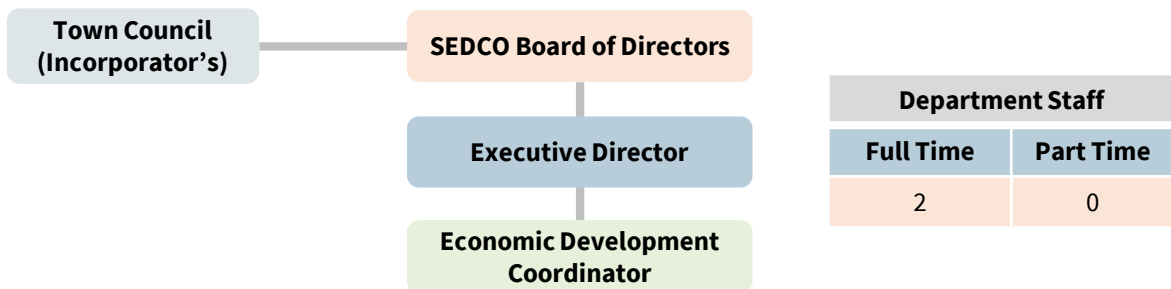 Town Council
(Incorporator’s)
SEDCO Board of Directors
Executive Director
Economic Development
Coordinator
Department Staff
Full Time Part Time
2 0